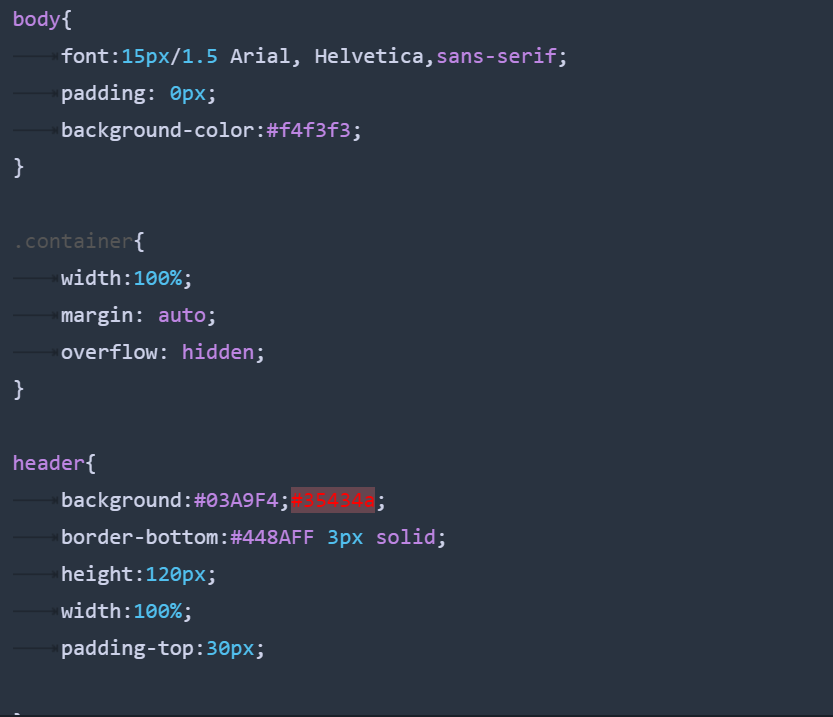 body{
font:15px/1.5 Arial, Helvetica,sans-serif;
padding: 0px;
background-color:#f4f3f3;
}
.container{
width:100%;
margin: auto;
overflow: hidden;
}
header{
background:#03A9F4;#35434a;
border-bottom:#448AFF 3px solid;
height:120px;
width:100%;
padding-top:30px;